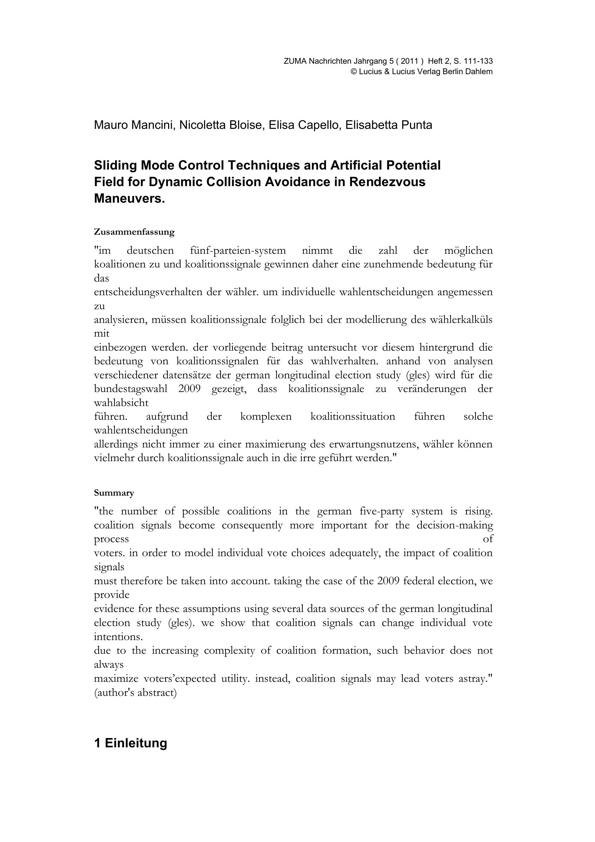 ZUMA Nachrichten Jahrgang 5 ( 2011 ) Heft 2, S. 111-133
© Lucius & Lucius Verlag Berlin Dahlem
Mauro Mancini, Nicoletta Bloise, Elisa Capello, Elisabetta Punta
Sliding Mode Control Techniques and Artificial Potential
Field for Dynamic Collision Avoidance in Rendezvous
Maneuvers.
Zusammenfassung
"im deutschen fünf-parteien-system nimmt die zahl der möglichen
koalitionen zu und koalitionssignale gewinnen daher eine zunehmende bedeutung für
das
entscheidungsverhalten der wähler. um individuelle wahlentscheidungen angemessen
zu
analysieren, müssen koalitionssignale folglich bei der modellierung des wählerkalküls
mit
einbezogen werden. der vorliegende beitrag untersucht vor diesem hintergrund die
bedeutung von koalitionssignalen für das wahlverhalten. anhand von analysen
verschiedener datensätze der german longitudinal election study (gles) wird für die
bundestagswahl 2009 gezeigt, dass koalitionssignale zu veränderungen der
wahlabsicht
führen. aufgrund der komplexen koalitionssituation führen solche
wahlentscheidungen
allerdings nicht immer zu einer maximierung des erwartungsnutzens, wähler können
vielmehr durch koalitionssignale auch in die irre geführt werden."
Summary
"the number of possible coalitions in the german five-party system is rising.
coalition signals become consequently more important for the decision-making
process of
voters. in order to model individual vote choices adequately, the impact of coalition
signals
must therefore be taken into account. taking the case of the 2009 federal election, we
provide
evidence for these assumptions using several data sources of the german longitudinal
election study (gles). we show that coalition signals can change individual vote
intentions.
due to the increasing complexity of coalition formation, such behavior does not
always
maximize voters'expected utility. instead, coalition signals may lead voters astray."
(author's abstract)
1 Einleitung